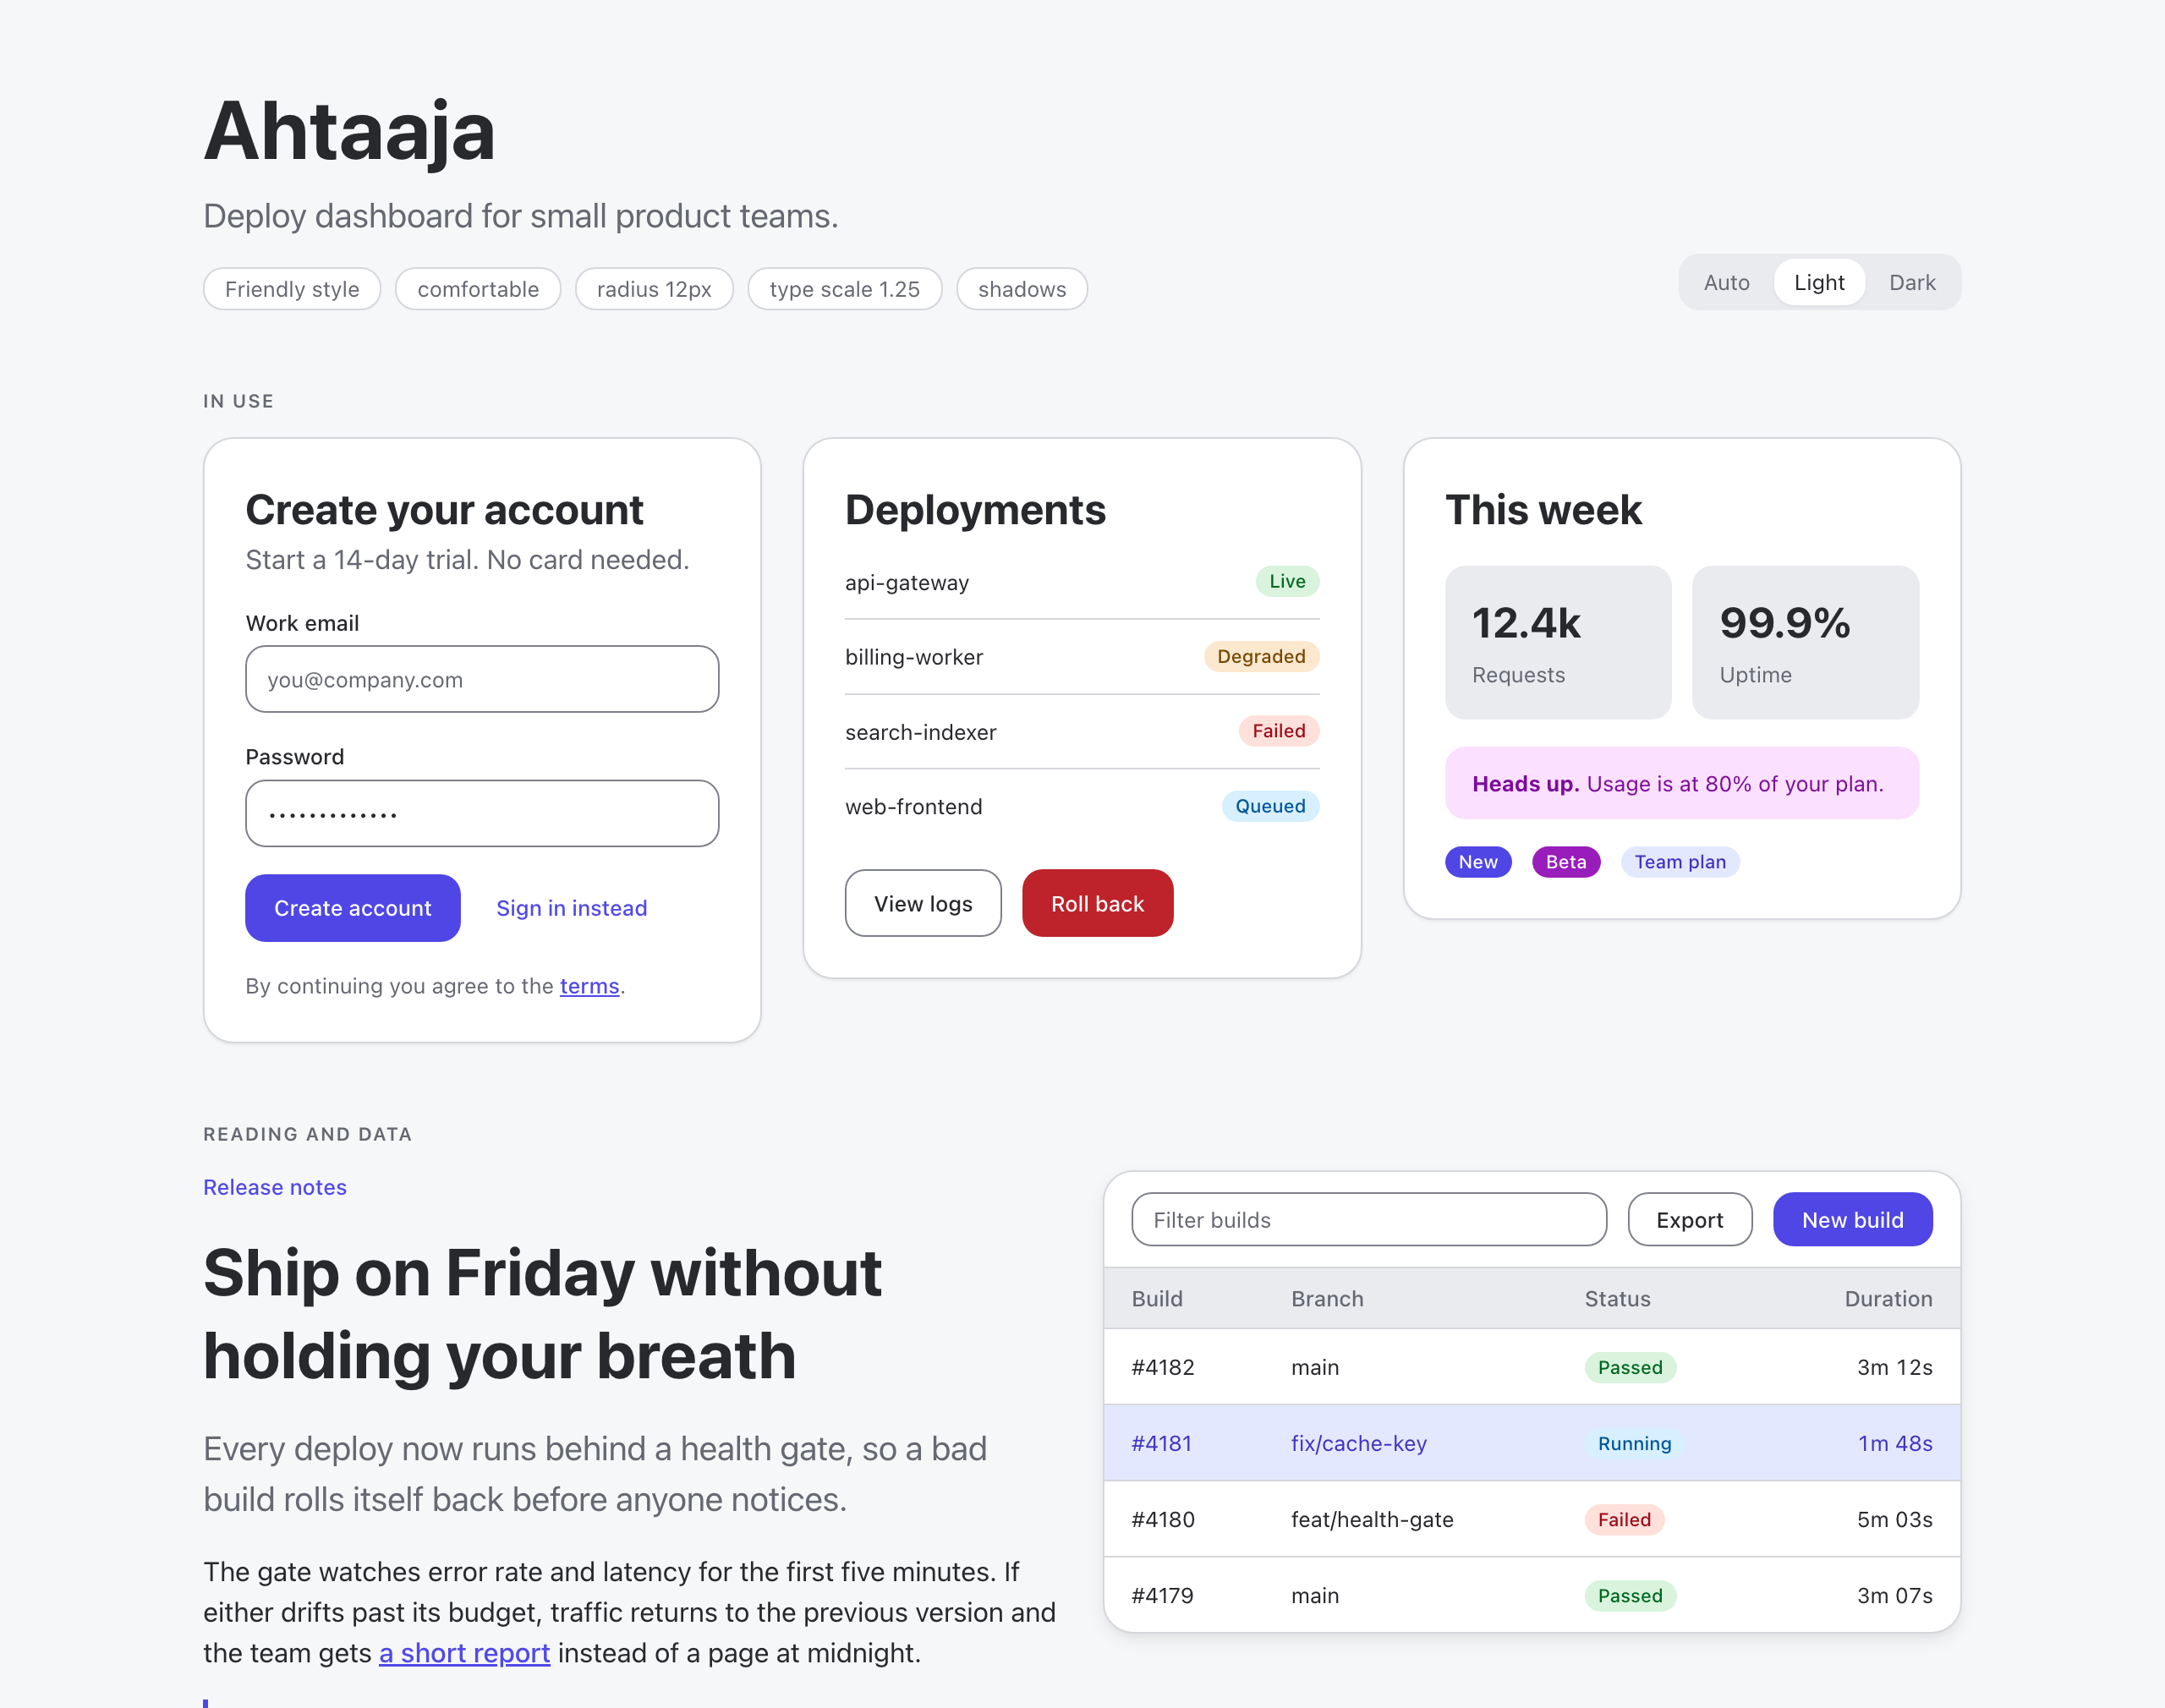 Ahtaaja
Deploy dashboard for small product teams.
Friendly style comfortable radius 12px type scale 1.25 shadows
Auto Light Dark
IN USE
Create your account
Start a 14-day trial. No card needed.
Work email
you@company.com
Password
Create account Sign in instead
By continuing you agree to the terms.
Deployments
api-gateway Live
billing-worker Degraded
search-indexer Failed
web-frontend Queued
View logs Roll back
This week
12.4k
Requests
99.9%
Uptime
Heads up. Usage is at 80% of your plan.
New Beta Team plan
READING AND DATA
Release notes
Ship on Friday without
holding your breath
Every deploy now runs behind a health gate, so a bad
build rolls itself back before anyone notices.
The gate watches error rate and latency for the first five minutes. If
either drifts past its budget, traffic returns to the previous version and
the team gets a short report instead of a page at midnight.
Filter builds Export New build
Build Branch Status Duration
#4182 main Passed 3m 12s
#4181 fix/cache-key Running 1m 48s
#4180 feat/health-gate Failed 5m 03s
#4179 main Passed 3m 07s